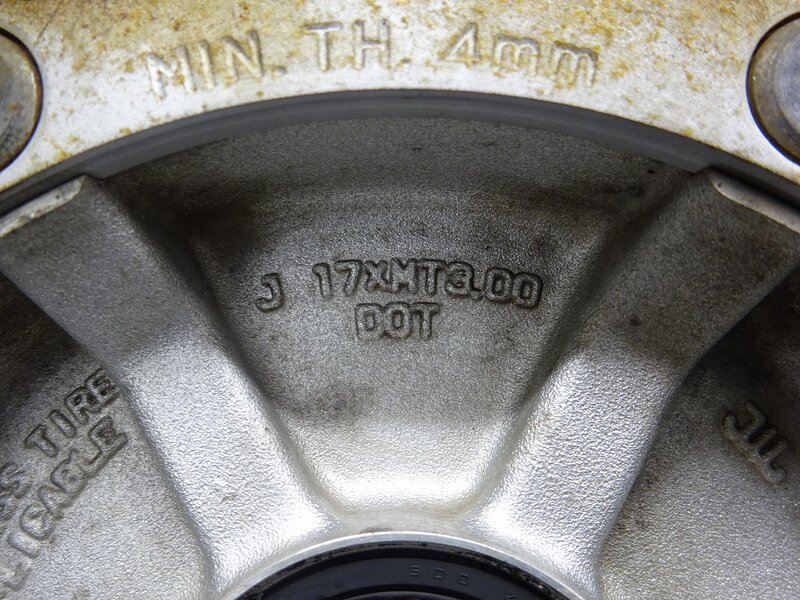 MIN. TH. 4mm
J 17XMT3.00
DOT
TIRE
JIL